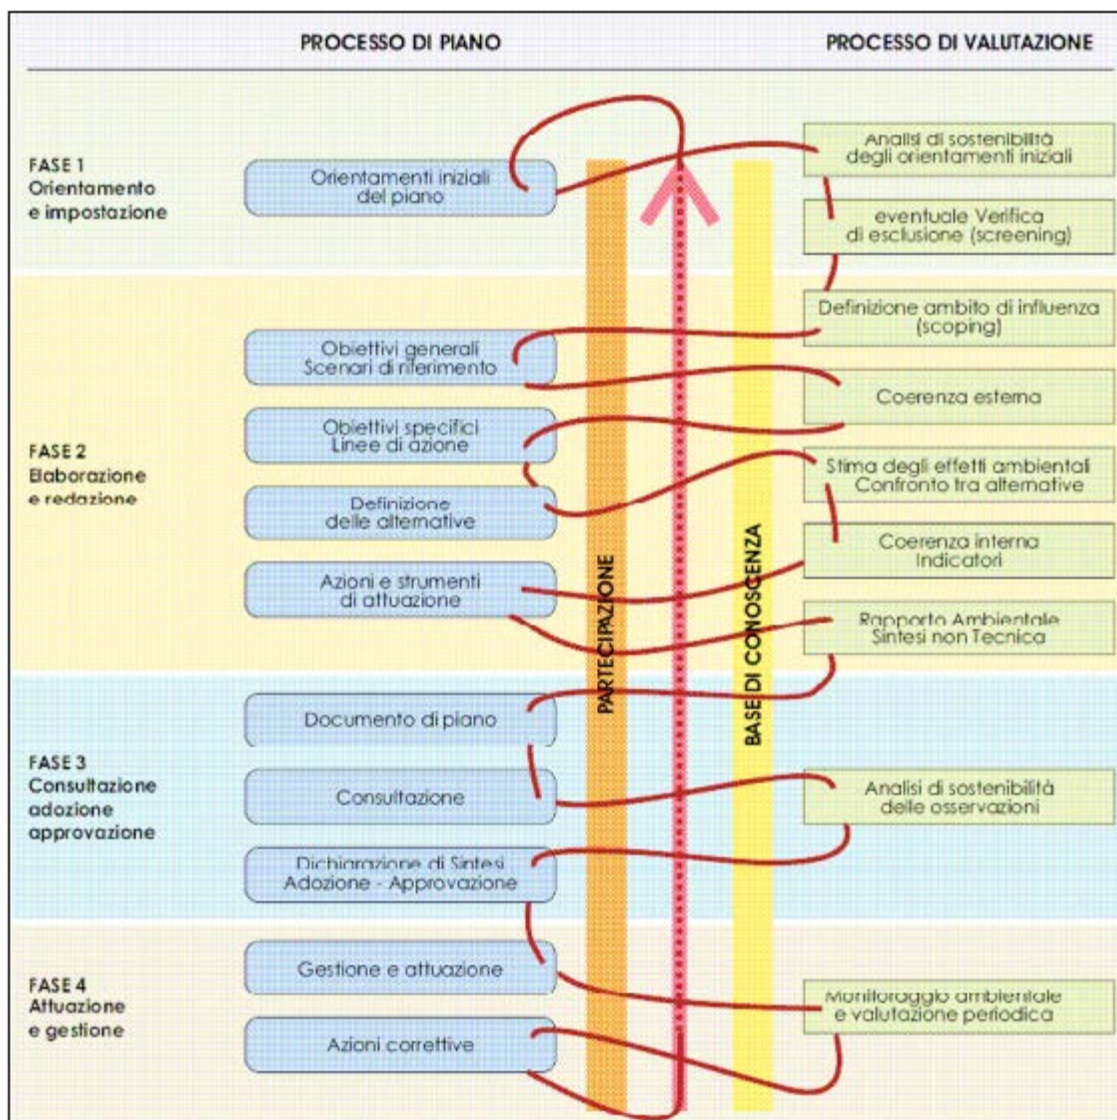 PROCESSO DI PIANO
PROCESSO DI VALUTAZIONE
FASE 1
Orientamento
e impostazione
Orientamenti iniziali
del piano
Analisi di sostenibilità
degli orientamenti iniziali
eventuale Verifica
di esclusione (screening)
FASE 2
Elaborazione
e redazione
Definizione ambito di influenza
(scoping)
Obiettivi generali
Scenari di riferimento
Coerenza esterna
Obiettivi specifici
Linee di azione
Stima degli effetti ambientali
Confronto tra alternative
Definizione
delle alternative
Coerenza interna
Indicatori
Azioni e strumenti
di attuazione
Rapporto Ambientale
Sintesi non Tecnica
PARTECIPAZIONE
BASE DI CONOSCENZA
FASE 3
Consultazione
adozione
approvazione
Documento di piano
Consultazione
Analisi di sostenibilità
delle osservazioni
Dichiarazione di Sintesi
Adozione - Approvazione
FASE 4
Attuazione
e gestione
Gestione e attuazione
Monitoraggio ambientale
e valutazione periodica
Azioni correttive